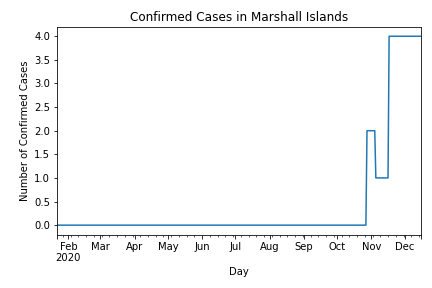 Confirmed Cases in Marshall Islands
4.0
3.5
3.0
2.5
2.0
1.5
1.0
0.5
0.0
Number of Confirmed Cases
Feb Mar Apr May Jun Jul Aug Sep Oct Nov Dec
2020
Day